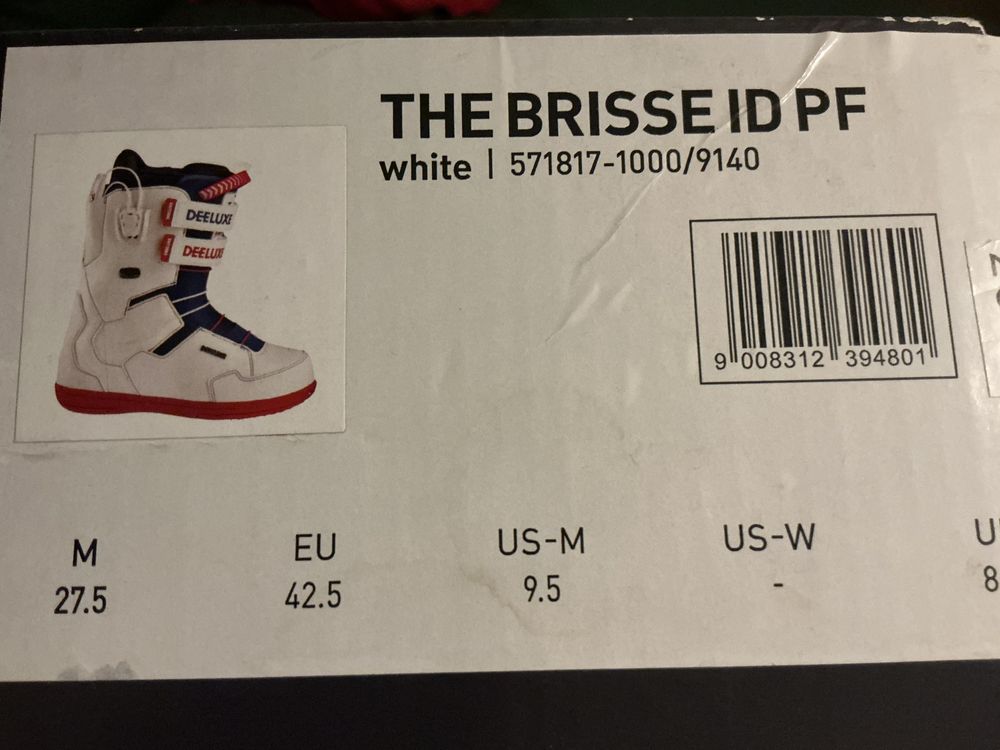 THE BRISSE ID PF
white | 571817-1000/9140
DEELUXE
DEELUXE
9 008312 394801
M EU US-M US-W
27.5 42.5 9.5 - 8